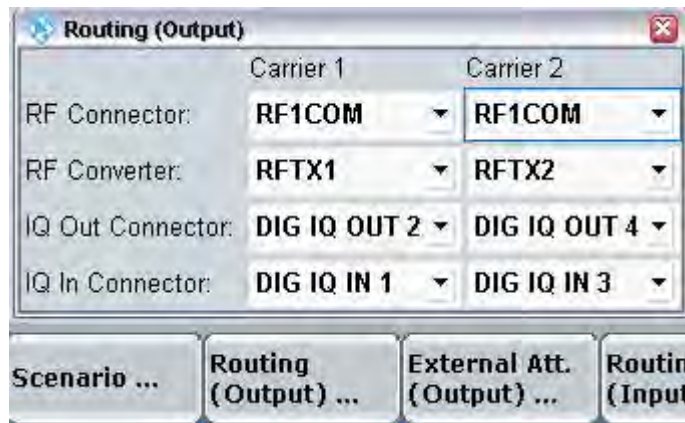 Routing (Output)
Carrier 1 Carrier 2
RF Connector: RF1COM RF1COM
RF Converter: RFTX1 RFTX2
IQ Out Connector: DIG IQ OUT 2 DIG IQ OUT 4
IQ In Connector: DIG IQ IN 1 DIG IQ IN 3
Scenario ... Routing (Output) ... External Att. (Output) ...